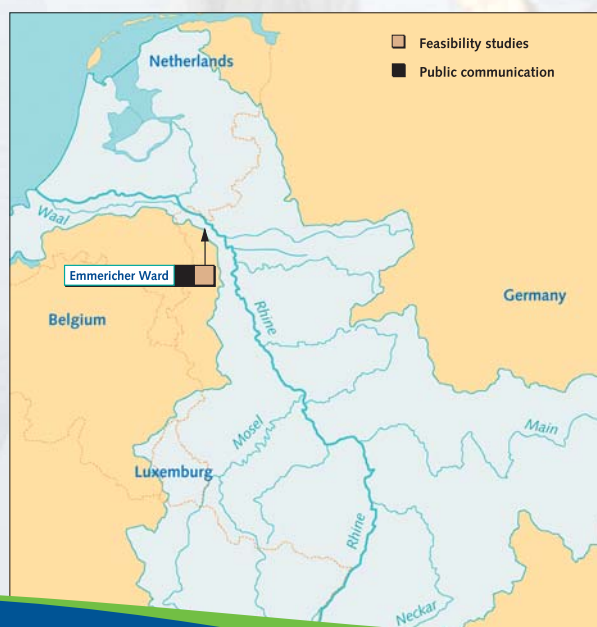 Feasibility studies
Netherlands
Public communication
Waal
Emmericher Ward
Germany
Rhine
Belgium
Main
Mosel
Luxemburg
Rhine
Neckar